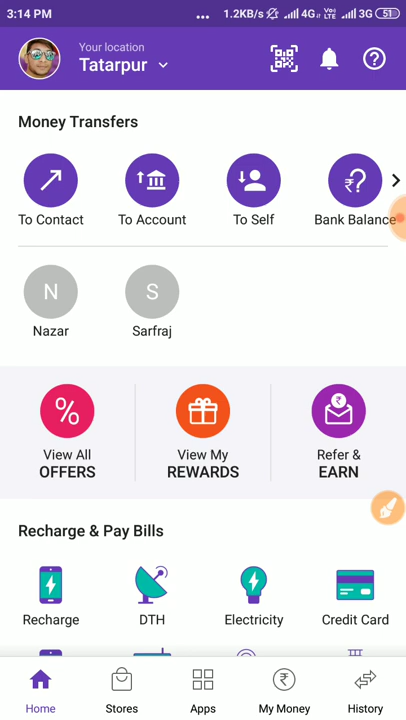 3:14 PM ... 1.2KB/s 4G VoLTE 3G 51
Your location
Tatarpur
Money Transfers
To Contact To Account To Self Bank Balance
N S
Nazar Sarfraj
View All View My Refer &
OFFERS REWARDS EARN
Recharge & Pay Bills
Recharge DTH Electricity Credit Card
Home Stores Apps My Money History